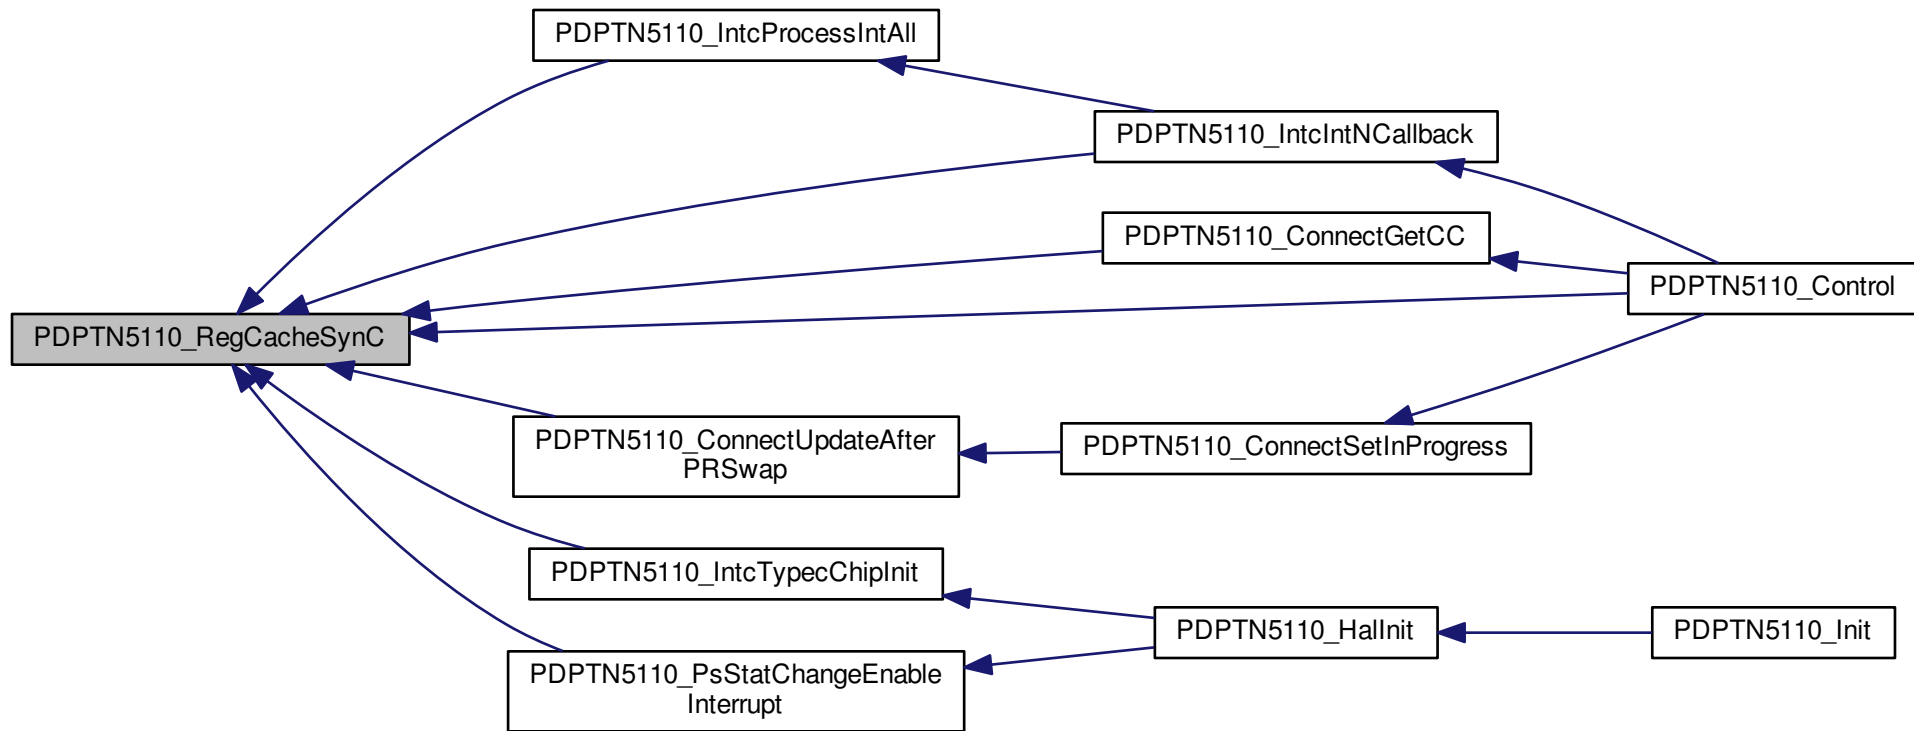 PDPTN5110_IntcProcessIntAll
PDPTN5110_IntcIntNCallback
PDPTN5110_ConnectGetCC
PDPTN5110_Control
PDPTN5110_RegCacheSynC
PDPTN5110_ConnectUpdateAfter
PRSwap
PDPTN5110_ConnectSetInProgress
PDPTN5110_IntcTypecChipInit
PDPTN5110_HalInit
PDPTN5110_Init
PDPTN5110_PsStatChangeEnable
Interrupt